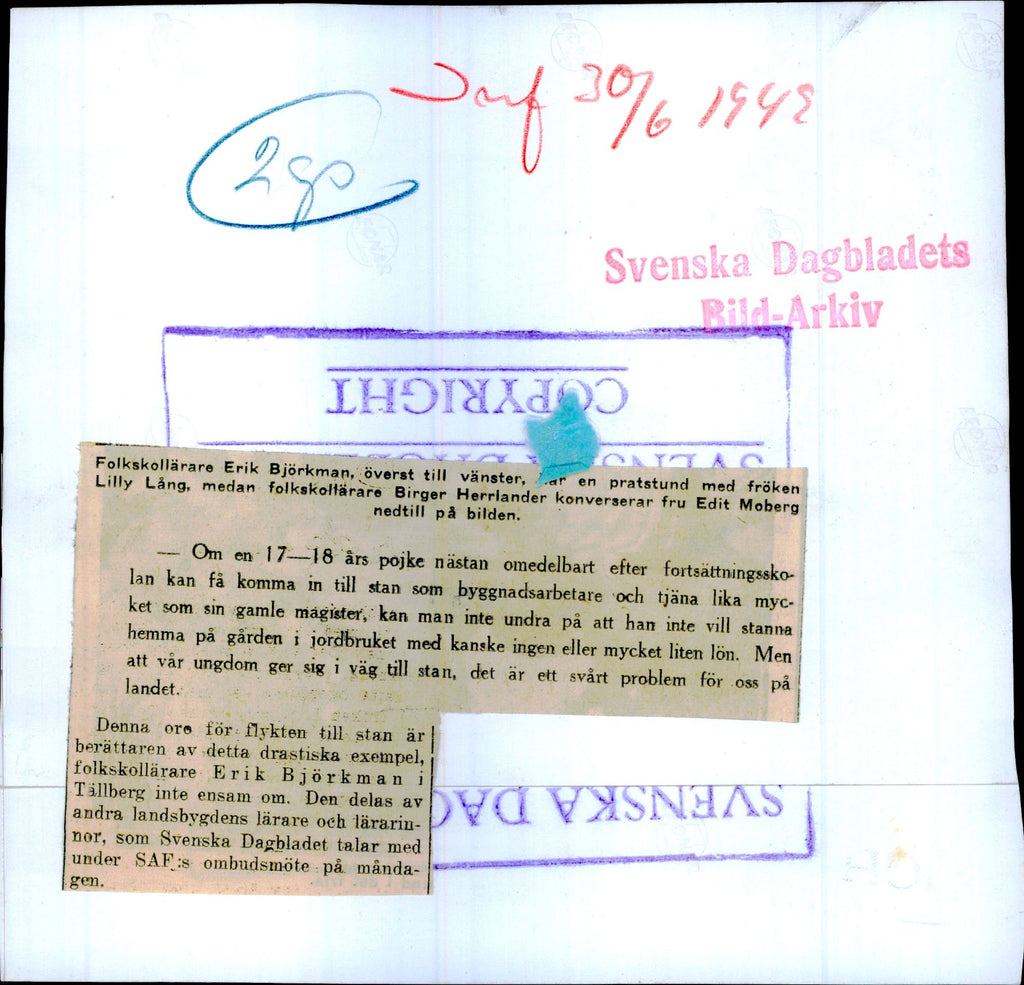 Inf 30/6 1949
2 sp
Svenska Dagbladets
Bild-Arkiv
COPYRIGHT
SVENSKA DAGBL
Folkskollärare Erik Björkman, överst till vänster, en pratstund med fröken
Lilly Lång, medan folkskollärare Birger Herrlander konverserar fru Edit Moberg
nedtill på bilden.
— Om en 17—18 års pojke nästan omedelbart efter fortsättningssko-
lan kan få komma in till stan som byggnadsarbetare och tjäna lika myc-
ket som sin gamle magister, kan man inte undra på att han inte vill stanna
hemma på gården i jordbruket med kanske ingen eller mycket liten lön. Men
att vår ungdom ger sig i väg till stan, det är ett svårt problem för oss på
landet.
Denna oro för flykten till stan är
berättaren av detta drastiska exempel,
folkskollärare Erik Björkman i
Tällberg inte ensam om. Den delas av
andra landsbygdens lärare och lärarin-
nor, som Svenska Dagbladet talar med
under SAF:s ombudsmöte på månda-
gen.
SVENSKA DAG